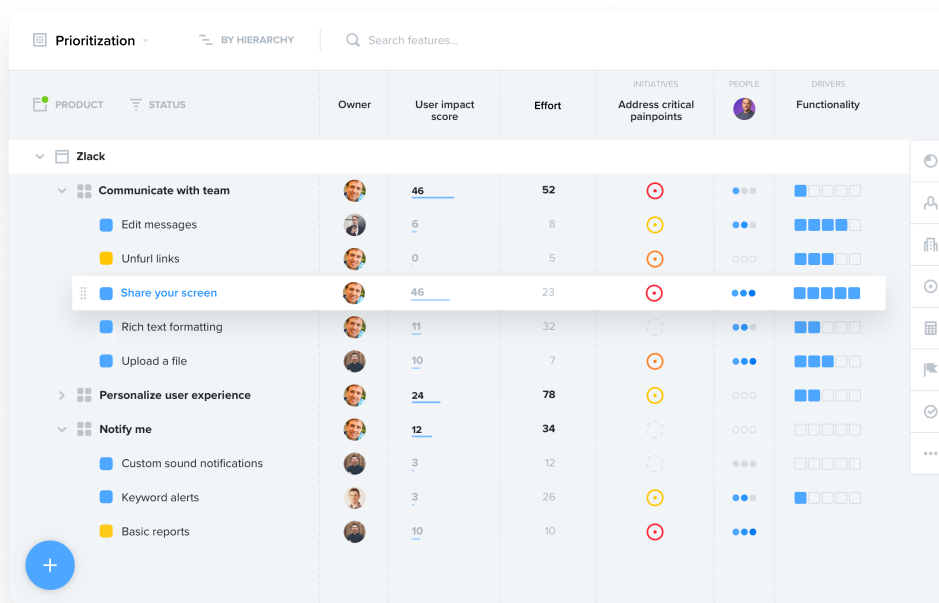 Prioritization
BY HIERARCHY
Search features...
PRODUCT
STATUS
Owner
User impact
score
Effort
INITIATIVES
Address critical
painpoints
PEOPLE
DRIVERS
Functionality
Zlack
Communicate with team 46 52
Edit messages 6 8
Unfurl links 0 5
Share your screen 46 23
Rich text formatting 11 32
Upload a file 10 7
Personalize user experience 24 78
Notify me 12 34
Custom sound notifications 3 12
Keyword alerts 3 26
Basic reports 10 10